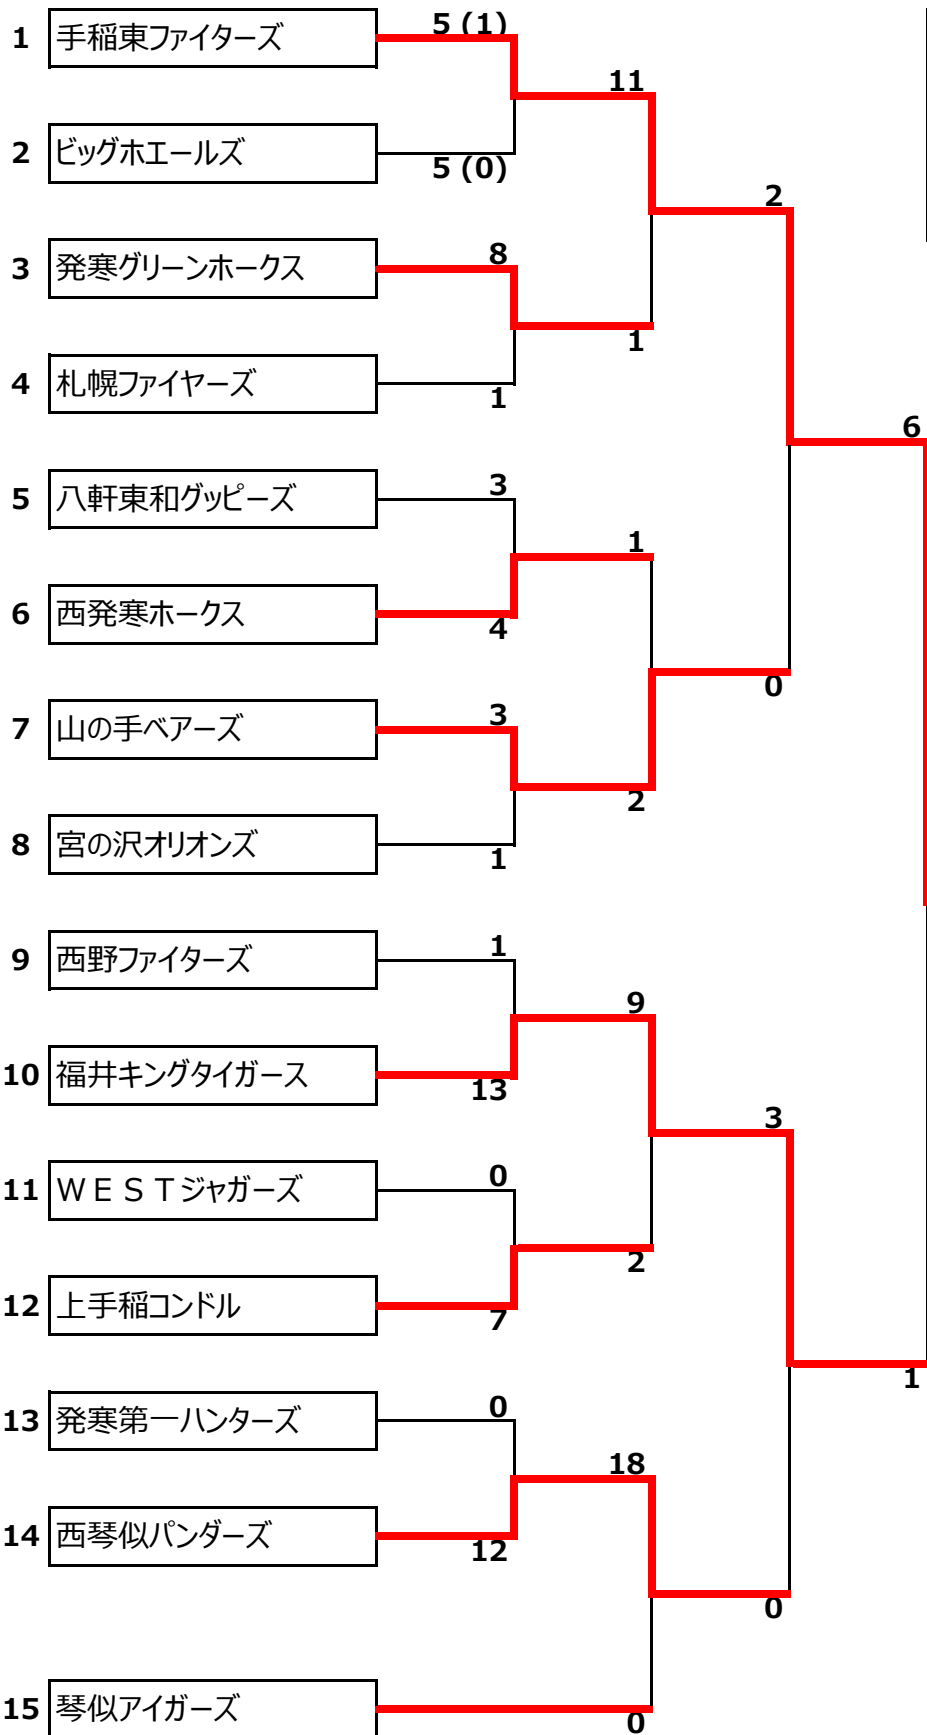 5 (1)
1 手稲東ファイターズ
11
2 ビッグホエールズ
5 (0)
2
8
3 発寒グリーンホークス
1
4 札幌ファイヤーズ
1
6
3
5 八軒東和グッピーズ
1
6 西発寒ホークス
4
0
3
7 山の手ベアーズ
2
8 宮の沢オリオンズ
1
1
9 西野ファイターズ
9
10 福井キングタイガース
13
3
0
11 ＷＥＳＴジャガーズ
2
12 上手稲コンドル
7
1
0
13 発寒第一ハンターズ
18
14 西琴似パンダーズ
12
0
15 琴似アイガーズ
0